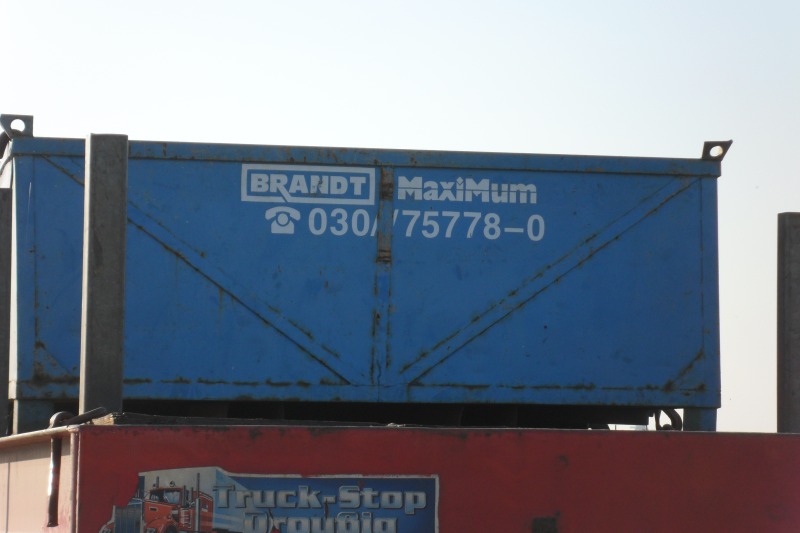 BRANDT MaxiMum
030//75778-0
Truck-Stop